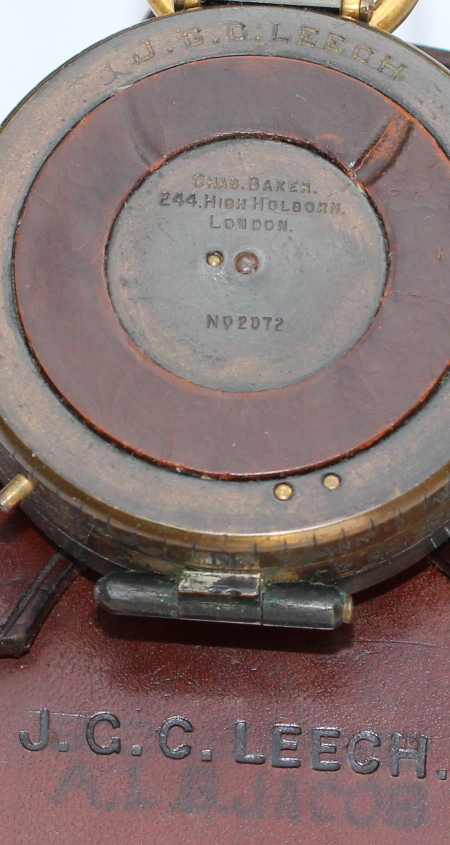 J.G.C. LEECH
CHAS. BAKER.
244. HIGH HOLBORN.
LONDON.
NO 2072
J.G.C. LEECH.
A.L.B. JACOB